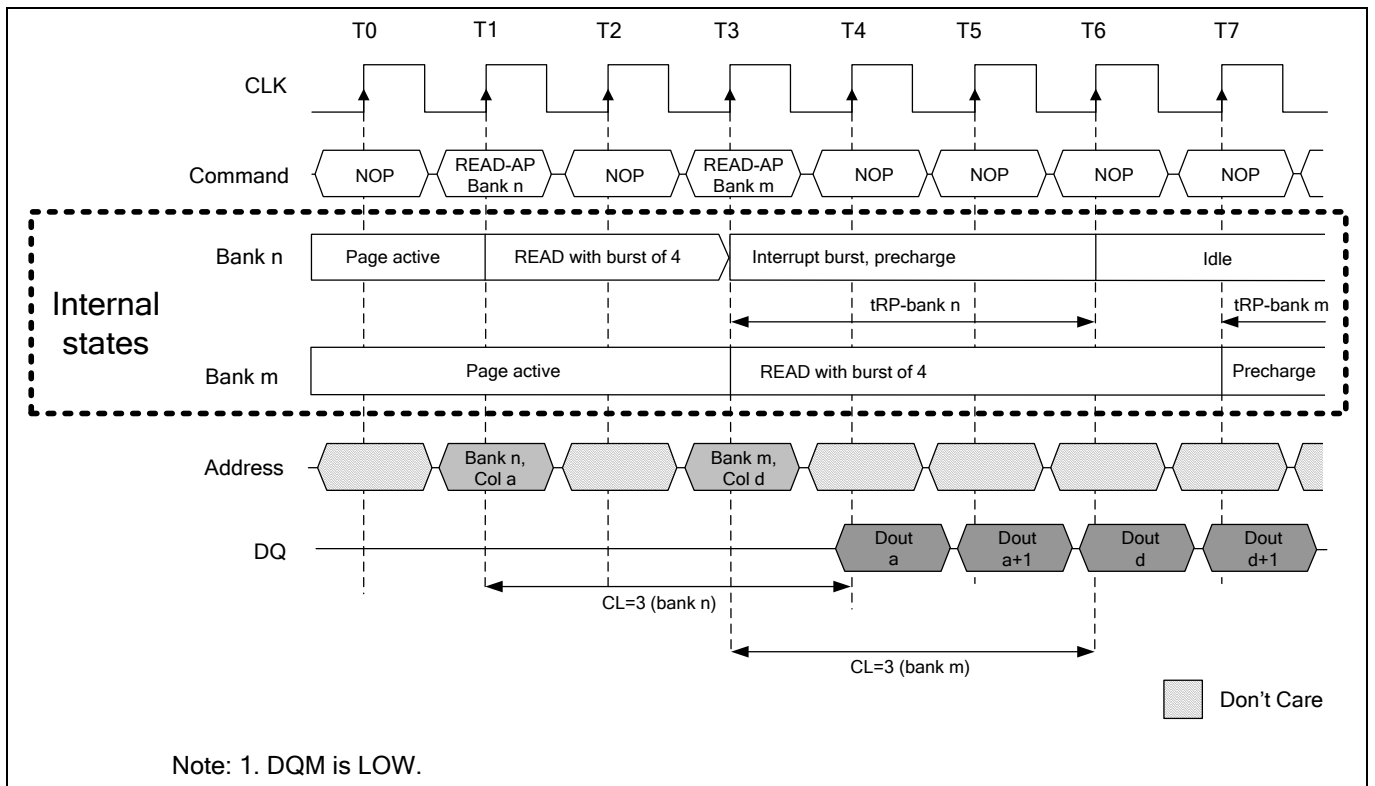 T0 T1 T2 T3 T4 T5 T6 T7
CLK
Command NOP READ-AP Bank n NOP READ-AP Bank m NOP NOP NOP NOP
Bank n Page active READ with burst of 4 Interrupt burst, precharge Idle
Internal states
tRP-bank n tRP-bank m
Bank m Page active READ with burst of 4 Precharge
Address Bank n, Col a Bank m, Col d
DQ Dout a Dout a+1 Dout d Dout d+1
CL=3 (bank n)
CL=3 (bank m)
Don't Care
Note: 1. DQM is LOW.